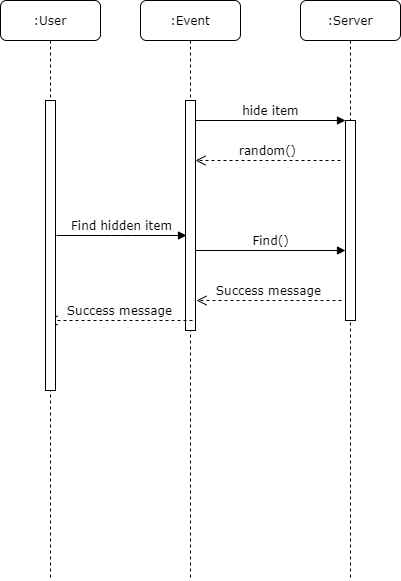 :User
:Event
:Server
hide item
random()
Find hidden item
Find()
Success message
Success message